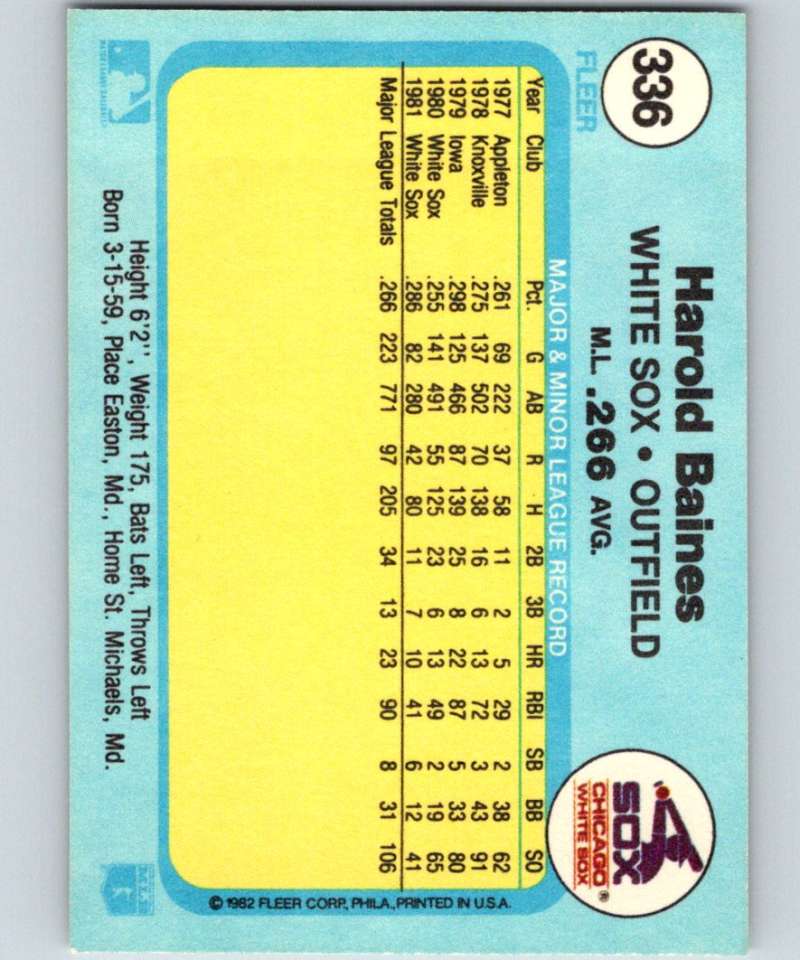 336
FLEER
Harold Baines
WHITE SOX • OUTFIELD
M.L. .266 AVG.
SOX
CHICAGO
WHITE SOX ®
MAJOR & MINOR LEAGUE RECORD
Year Club Pct. G AB R H 2B 3B HR RBI SB BB SO
1977 Appleton .261 69 222 37 58 11 2 5 29 2 38 62
1978 Knoxville .275 137 502 70 138 16 6 13 72 3 43 91
1979 Iowa .298 125 466 87 139 25 8 22 87 5 33 80
1980 White Sox .255 141 491 55 125 23 6 13 49 2 19 65
1981 White Sox .286 82 280 42 80 11 7 10 41 6 12 41
Major League Totals .266 223 771 97 205 34 13 23 90 8 31 106
Height 6'2'', Weight 175, Bats Left, Throws Left
Born 3-15-59, Place Easton, Md., Home St. Michaels, Md.
© 1982 FLEER CORP., PHILA., PRINTED IN U.S.A.